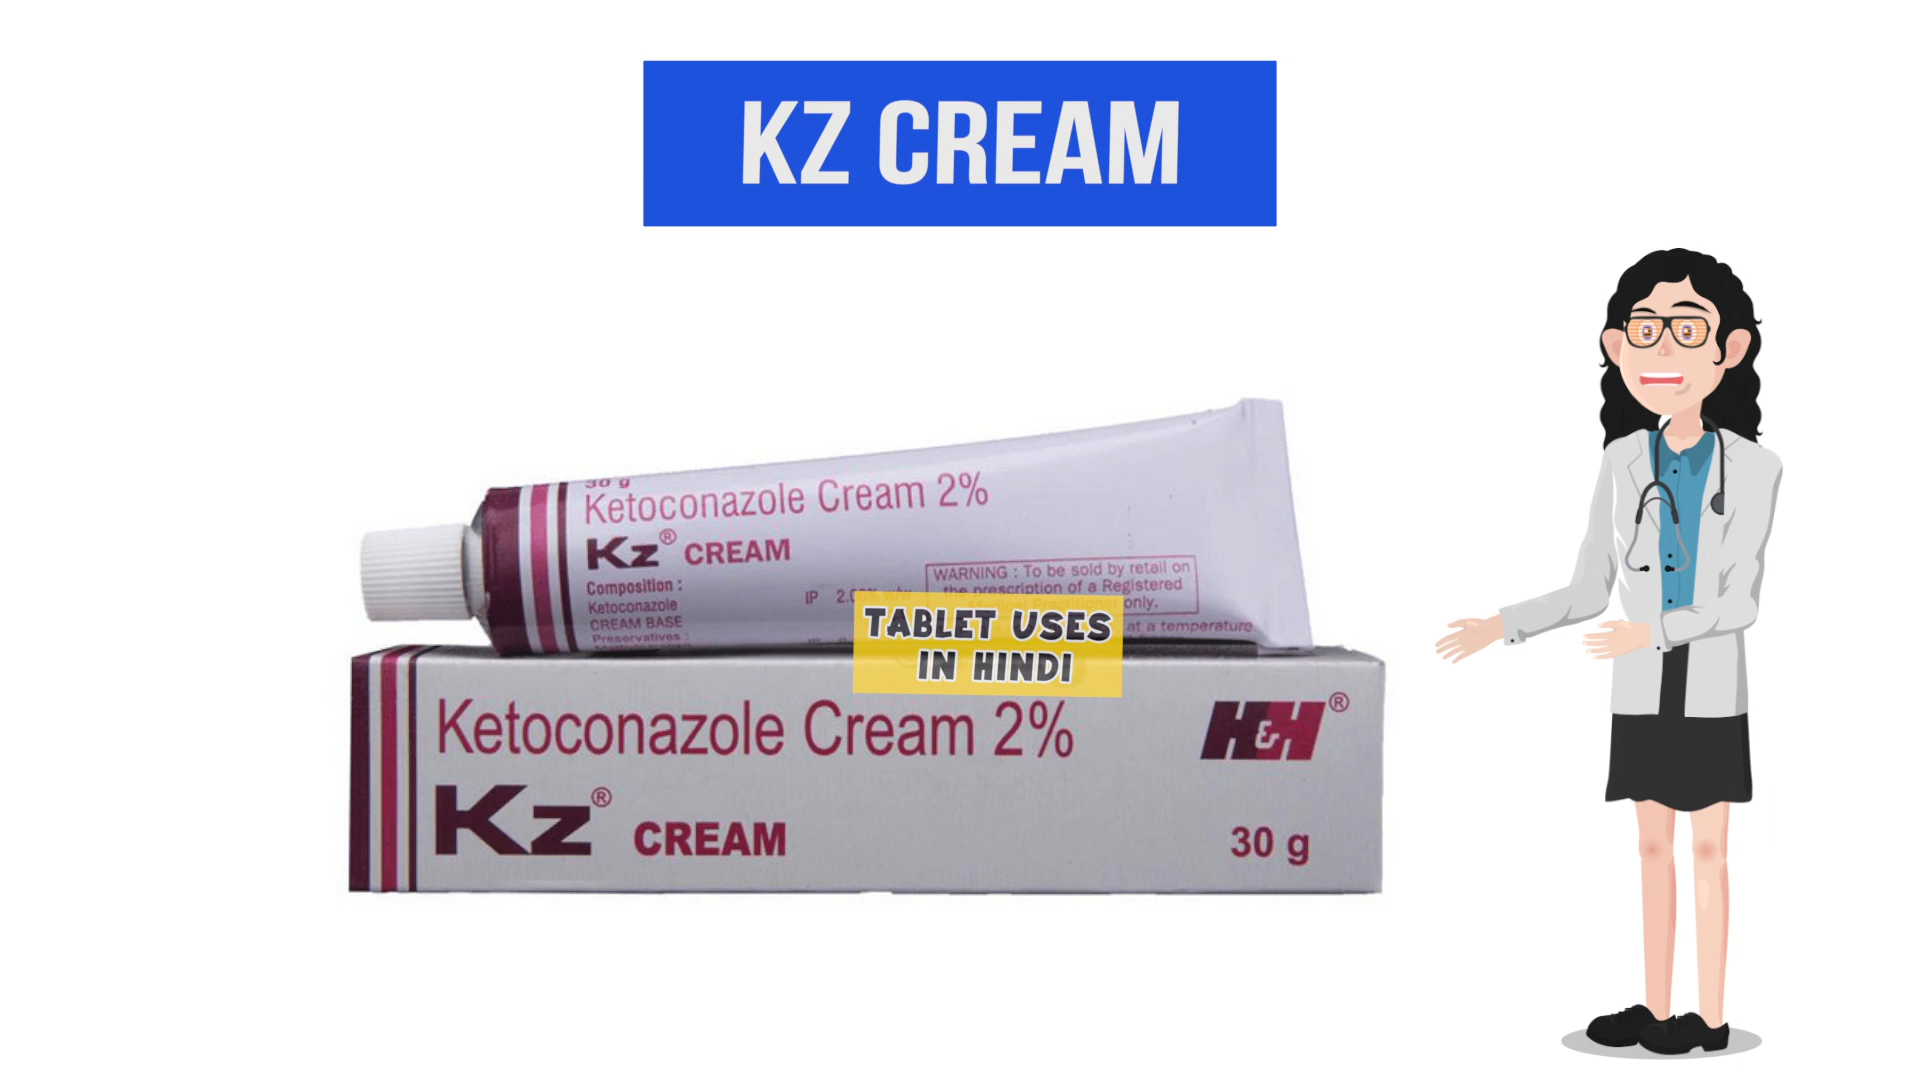 KZ CREAM
30 g
Ketoconazole Cream 2%
Kz® CREAM
Composition :
Ketoconazole IP
CREAM BASE
Preservatives :
WARNING : To be sold by retail on
the prescription of a Registered
only.
at a temperature
TABLET USES
IN HINDI
Ketoconazole Cream 2%
H&H®
Kz® CREAM
30 g